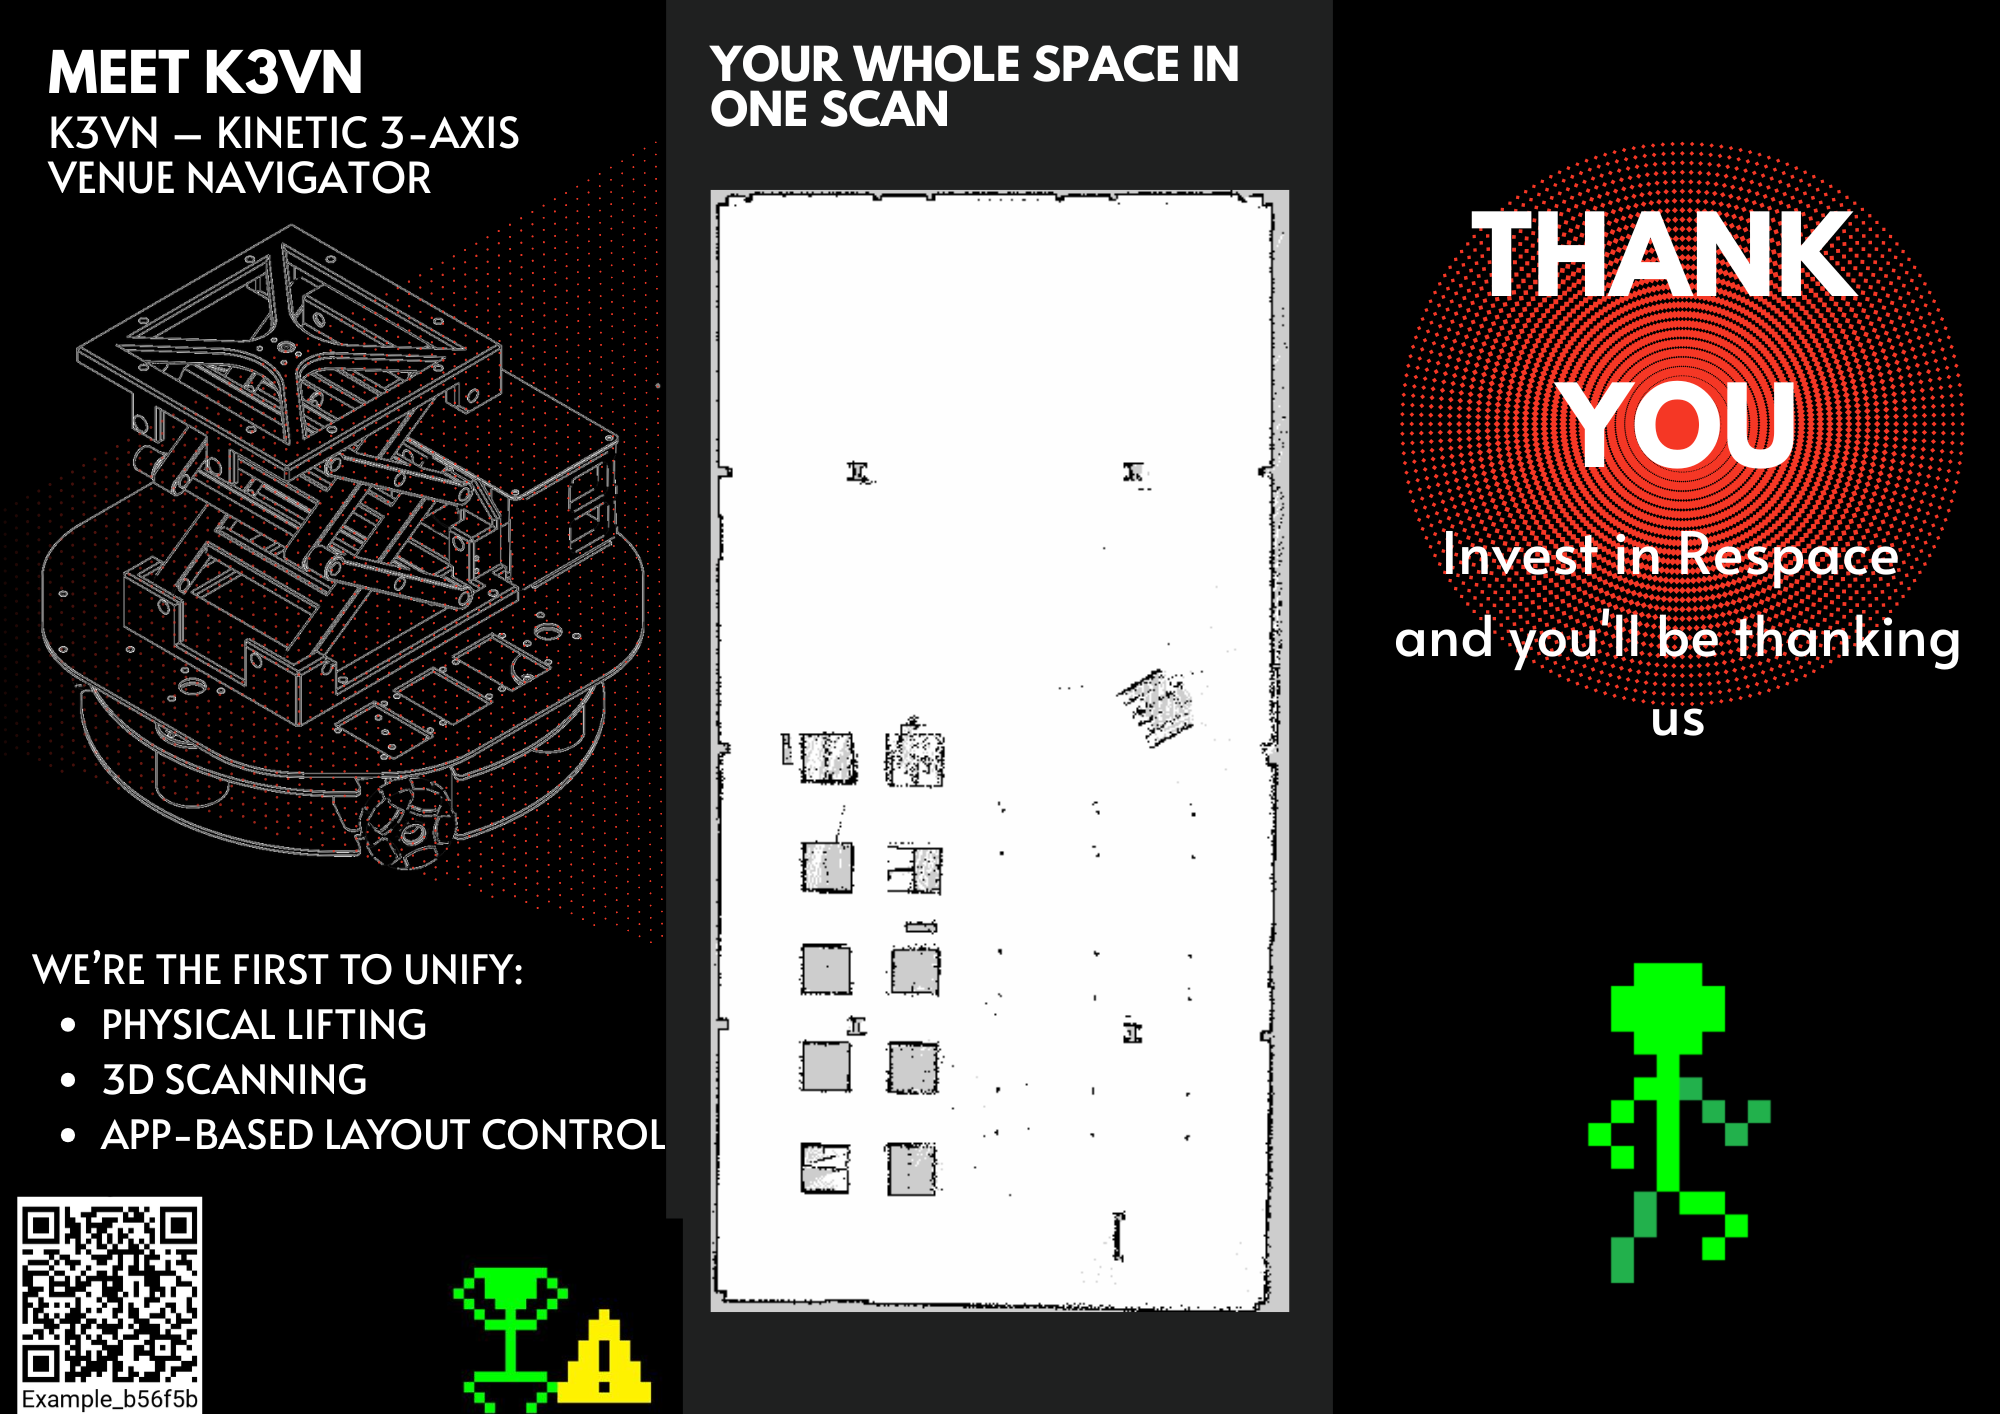 MEET K3VN
K3VN – KINETIC 3-AXIS
VENUE NAVIGATOR
WE’RE THE FIRST TO UNIFY:
• PHYSICAL LIFTING
• 3D SCANNING
• APP-BASED LAYOUT CONTROL
Example_b56f5b
YOUR WHOLE SPACE IN
ONE SCAN
THANK
YOU
Invest in Respace
and you'll be thanking
us